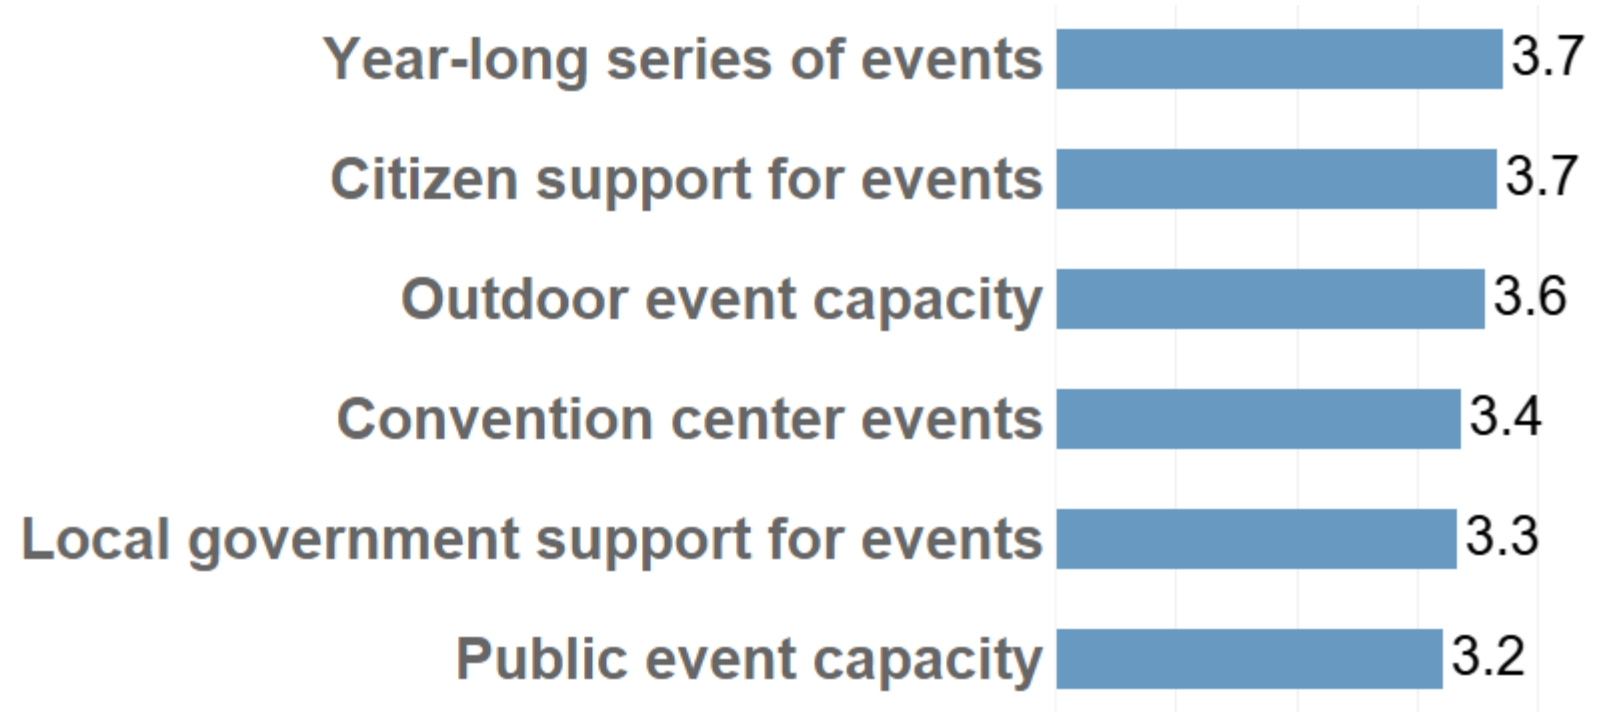 Year-long series of events 3.7
Citizen support for events 3.7
Outdoor event capacity 3.6
Convention center events 3.4
Local government support for events 3.3
Public event capacity 3.2